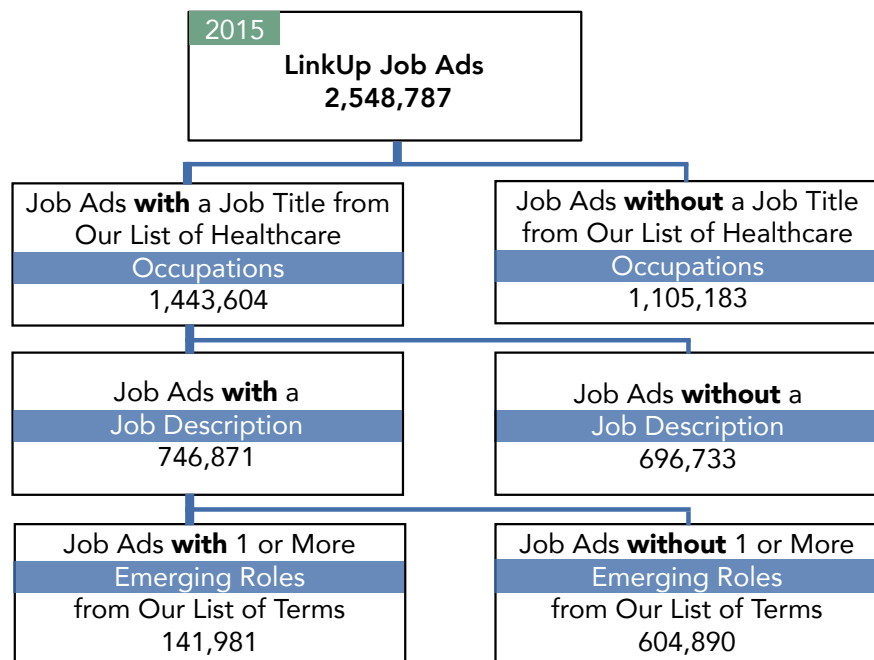 2015
LinkUp Job Ads
2,548,787
Job Ads with a Job Title from
Our List of Healthcare
Occupations
1,443,604
Job Ads without a Job Title
from Our List of Healthcare
Occupations
1,105,183
Job Ads with a
Job Description
746,871
Job Ads without a
Job Description
696,733
Job Ads with 1 or More
Emerging Roles
from Our List of Terms
141,981
Job Ads without 1 or More
Emerging Roles
from Our List of Terms
604,890